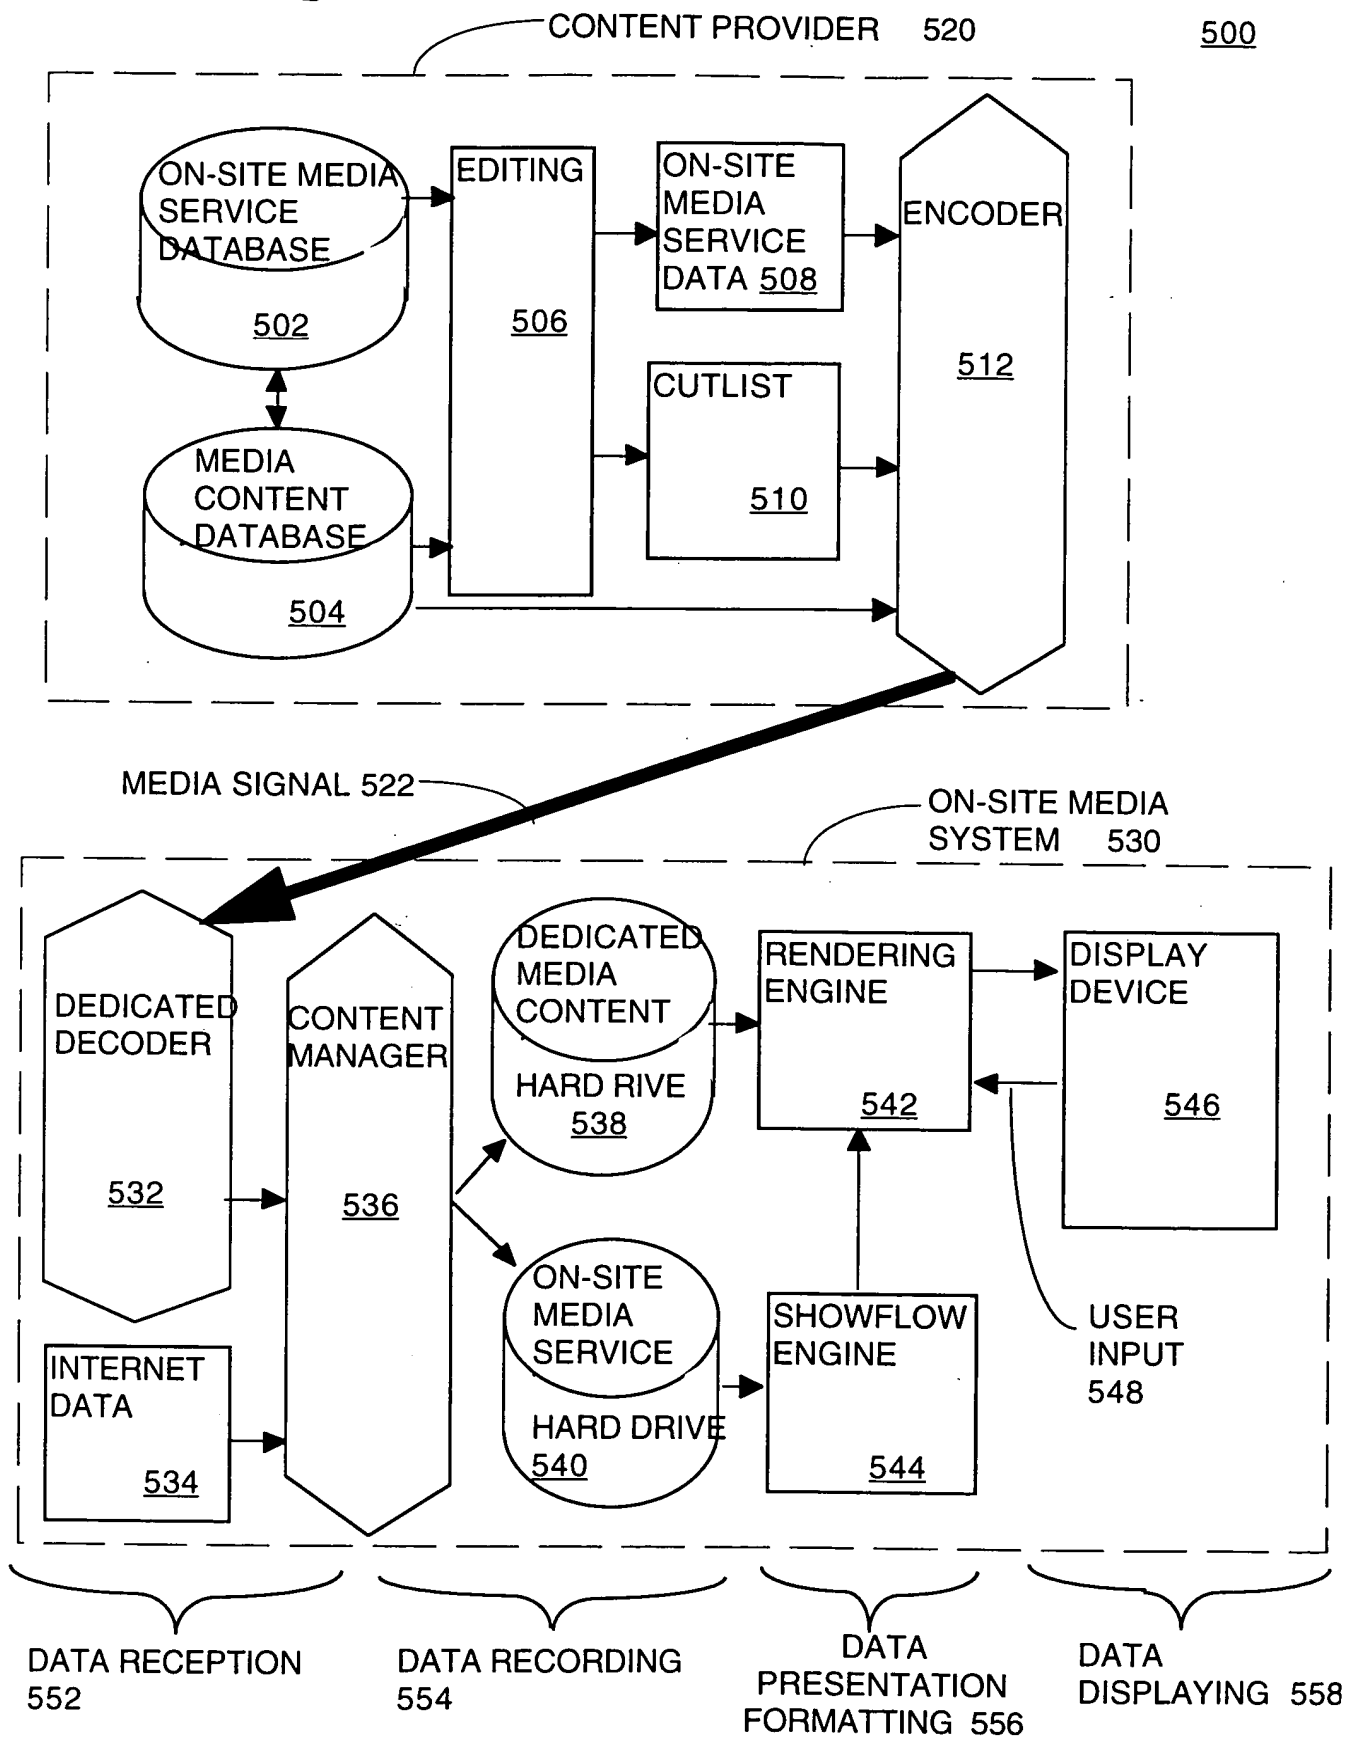 CONTENT PROVIDER 520
500
ON-SITE MEDIA
SERVICE
DATABASE
502
EDITING
506
ON-SITE
MEDIA
SERVICE
DATA 508
ENCODER
512
CUTLIST
510
MEDIA
CONTENT
DATABASE
504
MEDIA SIGNAL 522
ON-SITE MEDIA
SYSTEM 530
DEDICATED
DECODER
532
CONTENT
MANAGER
536
DEDICATED
MEDIA
CONTENT
HARD RIVE
538
RENDERING
ENGINE
542
DISPLAY
DEVICE
546
INTERNET
DATA
534
ON-SITE
MEDIA
SERVICE
HARD DRIVE
540
SHOWFLOW
ENGINE
544
USER
INPUT
548
DATA RECEPTION
552
DATA RECORDING
554
DATA
PRESENTATION
FORMATTING 556
DATA
DISPLAYING 558